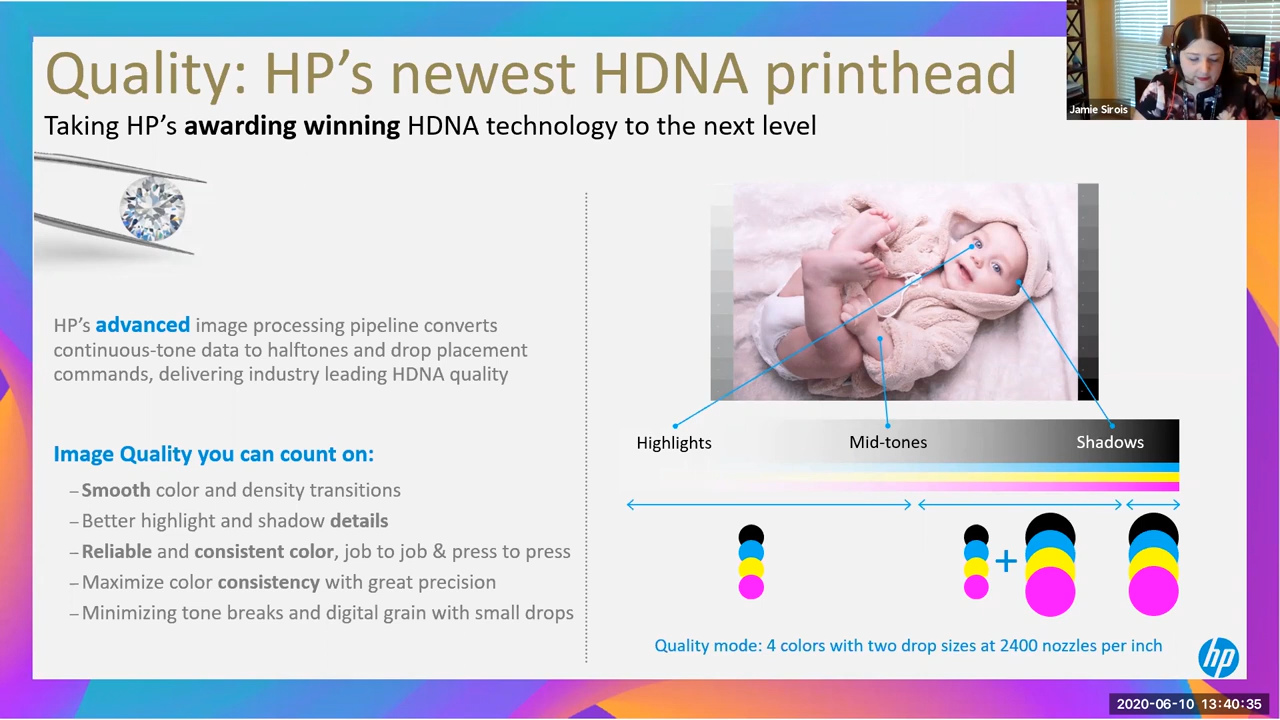 Quality: HP's newest HDNA printhead
Taking HP's awarding winning HDNA technology to the next level
Jamie Sirois
HP's advanced image processing pipeline converts
continuous-tone data to halftones and drop placement
commands, delivering industry leading HDNA quality
Image Quality you can count on:
– Smooth color and density transitions
– Better highlight and shadow details
– Reliable and consistent color, job to job & press to press
– Maximize color consistency with great precision
– Minimizing tone breaks and digital grain with small drops
Highlights
Mid-tones
Shadows
+
Quality mode: 4 colors with two drop sizes at 2400 nozzles per inch
hp
2020-06-10 13:40:35